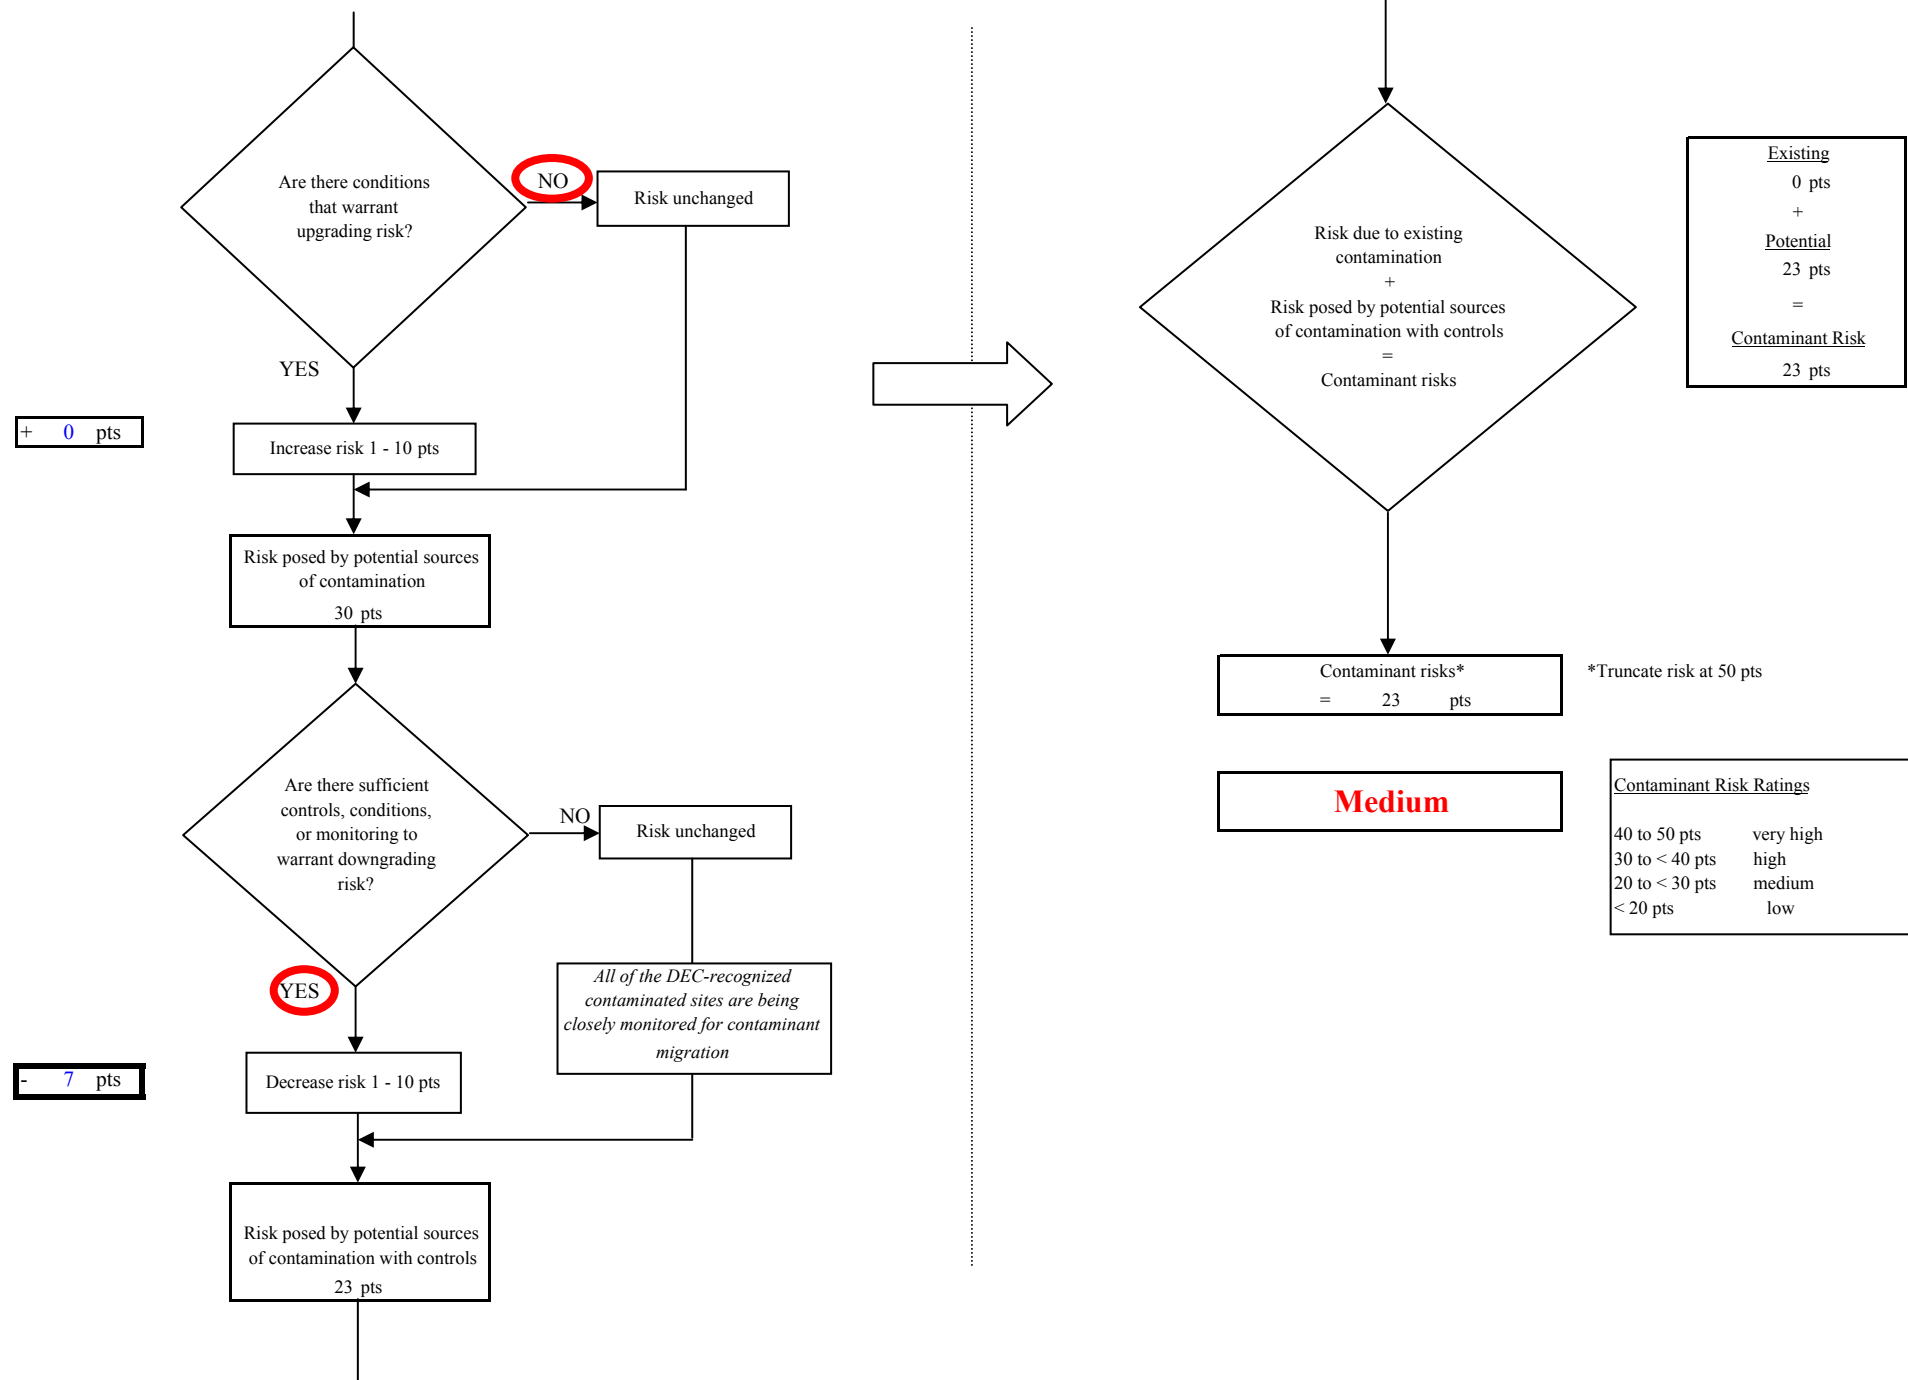 Are there conditions
that warrant
upgrading risk?
NO
Risk unchanged
YES
+ 0 pts
Increase risk 1 - 10 pts
Risk posed by potential sources
of contamination
30 pts
Are there sufficient
controls, conditions,
or monitoring to
warrant downgrading
risk?
NO
Risk unchanged
YES
All of the DEC-recognized
contaminated sites are being
closely monitored for contaminant
migration
- 7 pts
Decrease risk 1 - 10 pts
Risk posed by potential sources
of contamination with controls
23 pts
Risk due to existing
contamination
+
Risk posed by potential sources
of contamination with controls
=
Contaminant risks
Existing
0 pts
+
Potential
23 pts
=
Contaminant Risk
23 pts
Contaminant risks*
= 23 pts
*Truncate risk at 50 pts
Medium
Contaminant Risk Ratings
40 to 50 pts very high
30 to < 40 pts high
20 to < 30 pts medium
< 20 pts low